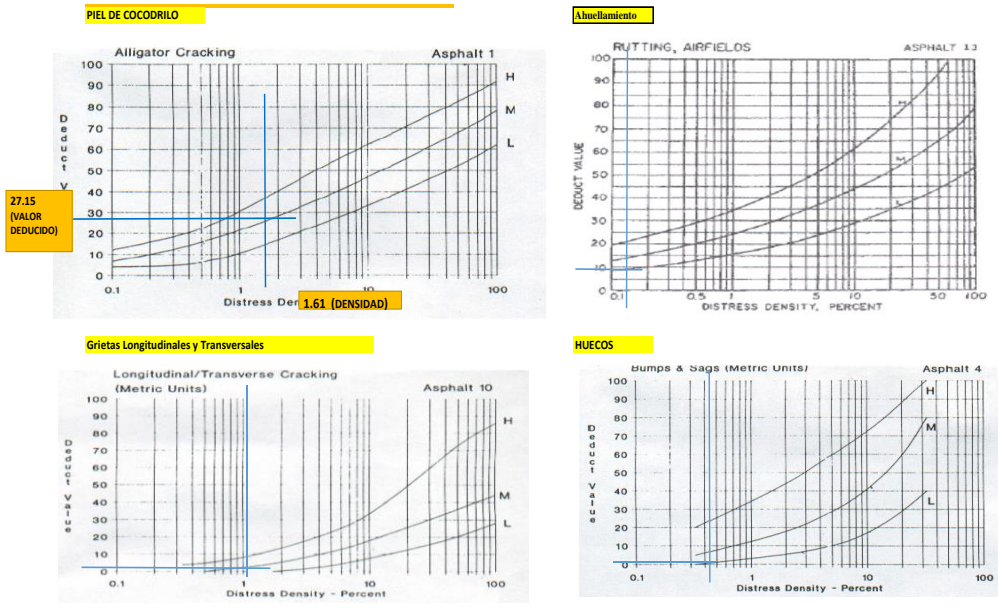 PIEL DE COCODRILO
Alligator Cracking
Asphalt 1
Deduct V
100
90
80
70
60
50
40
30
20
10
0
H
M
L
27.15
(VALOR
DEDUCIDO)
0.1
1
10
100
Distress Der
1.61 (DENSIDAD)
Ahuellamiento
RUTTING, AIRFIELDS
ASPHALT 13
DEDUCT VALUE
100
90
80
70
60
50
40
30
20
10
0
H
M
L
0.1
0.5
1
5
10
50
100
DISTRESS DENSITY, PERCENT
Grietas Longitudinales y Transversales
Longitudinal/Transverse Cracking
(Metric Units)
Asphalt 10
Deduct Value
100
90
80
70
60
50
40
30
20
10
0
H
M
L
0.1
1
10
100
Distress Density - Percent
HUECOS
Bumps & Sags (Metric Units)
Asphalt 4
Deduct Value
100
90
80
70
60
50
40
30
20
10
0
H
M
L
0.1
1
10
100
Distress Density - Percent